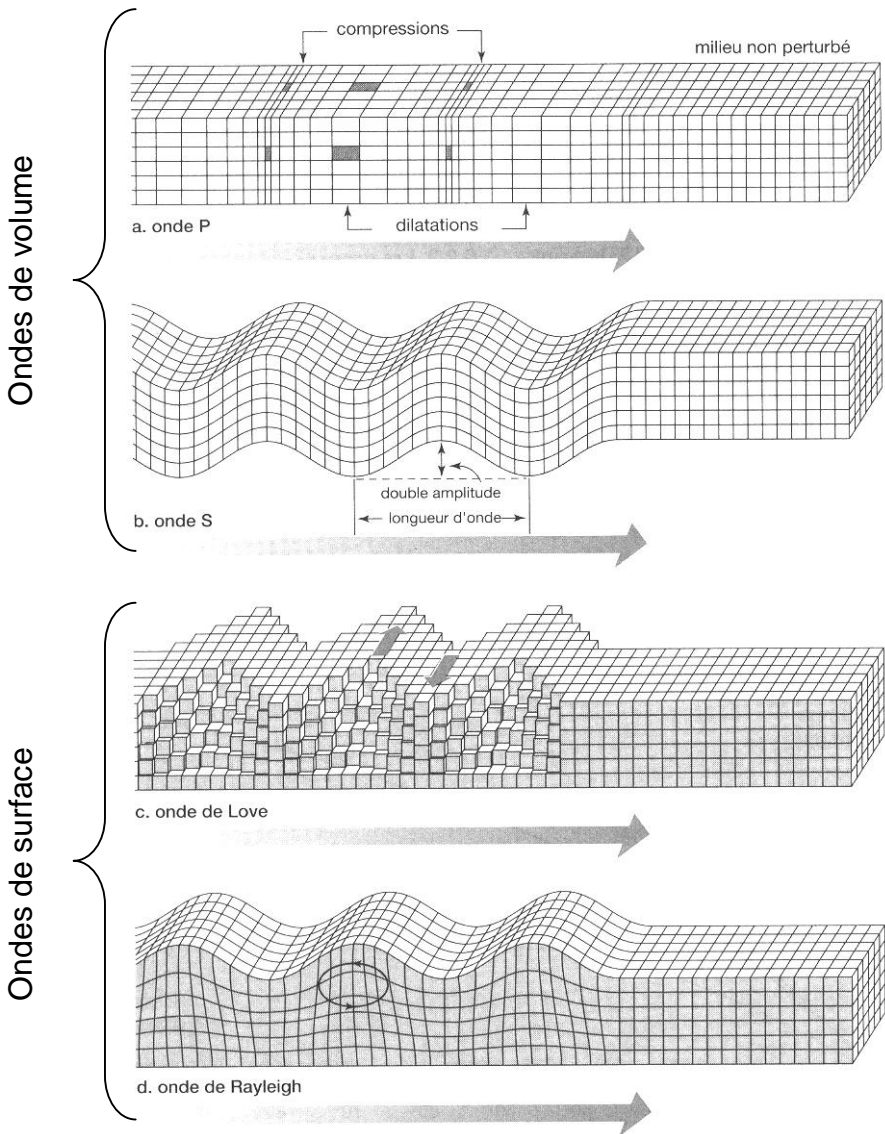 Ondes de volume
compressions
milieu non perturbé
dilatations
a. onde P
double amplitude
longueur d'onde
b. onde S
Ondes de surface
c. onde de Love
d. onde de Rayleigh